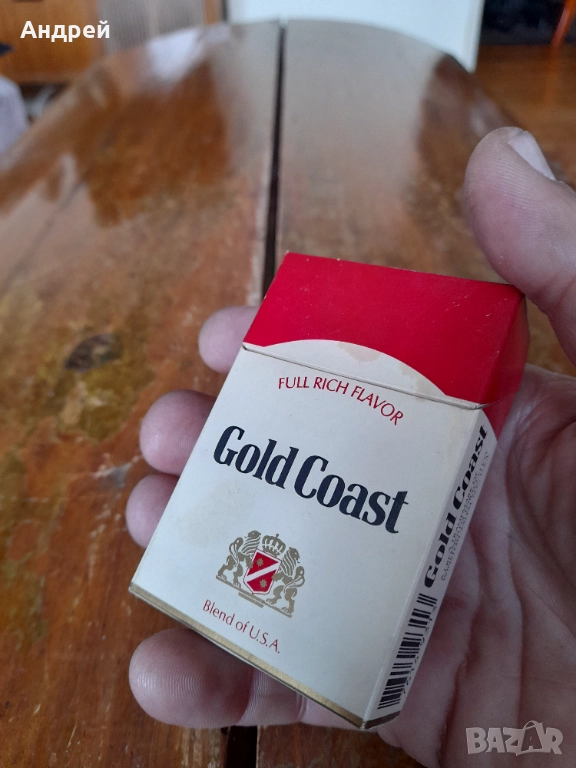 Андрей
FULL RICH FLAVOR
Gold Coast
Blend of U.S.A.
Gold Coast
BAZAR